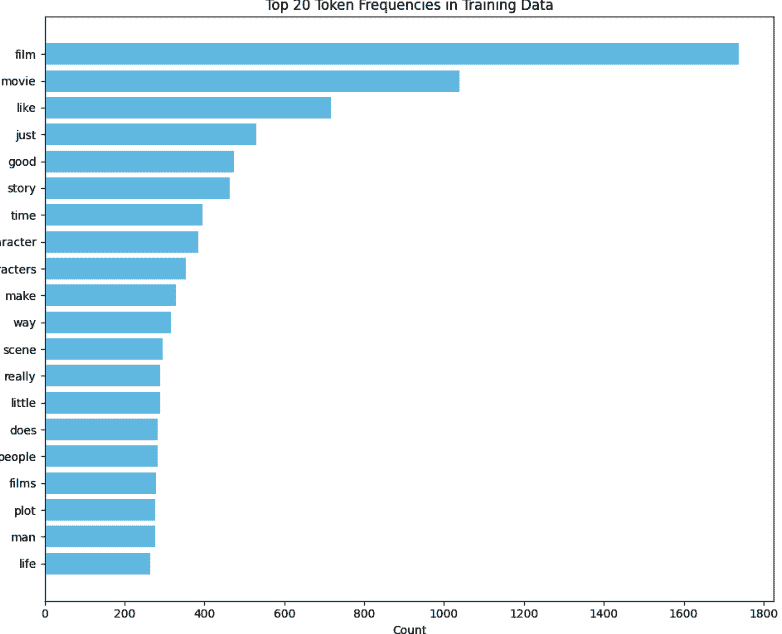 Top 20 Token Frequencies in Training Data
film
movie
like
just
good
story
time
aracter
racters
make
way
scene
really
little
does
people
films
plot
man
life
0 200 400 600 800 1000 1200 1400 1600 1800
Count